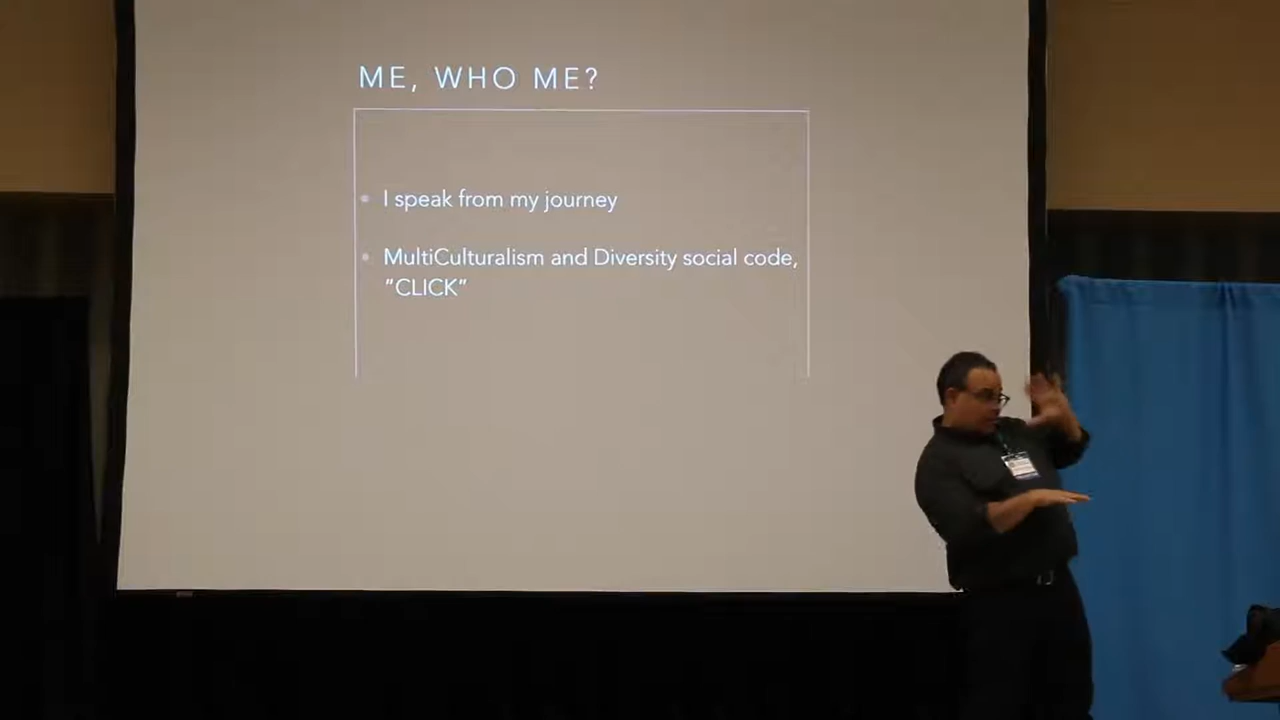 ME, WHO ME?
I speak from my journey
MultiCulturalism and Diversity social code,
"CLICK"